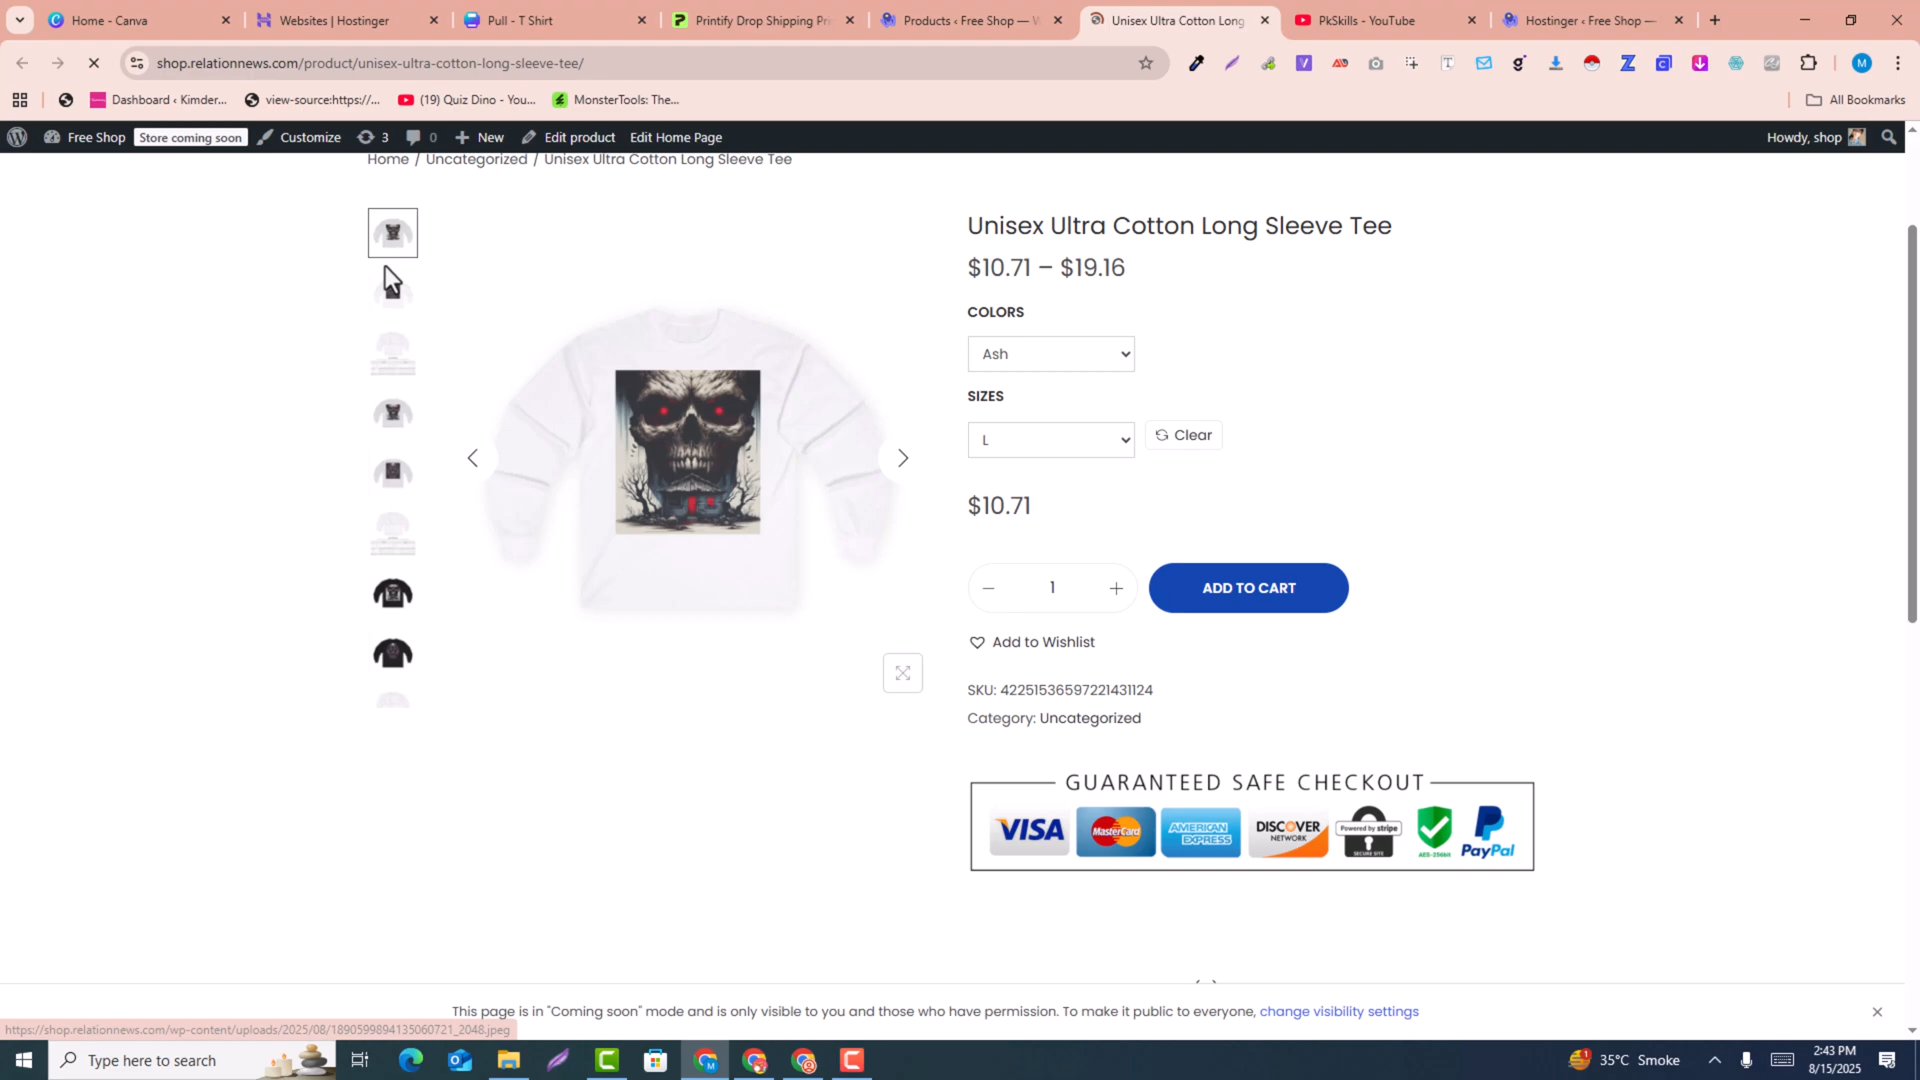 Home - Canva
Websites | Hostinger
Pull - T Shirt
Printify Drop Shipping Pri
Products ‹ Free Shop — W
Unisex Ultra Cotton Long
PkSkills - YouTube
Hostinger ‹ Free Shop —
shop.relationnews.com/product/unisex-ultra-cotton-long-sleeve-tee/
Dashboard ‹ Kimder...
view-source:https://...
(19) Quiz Dino - You...
MonsterTools: The...
All Bookmarks
Free Shop
Store coming soon
Customize
3
0
New
Edit product
Edit Home Page
Howdy, shop
Home / Uncategorized / Unisex Ultra Cotton Long Sleeve Tee
Unisex Ultra Cotton Long Sleeve Tee
$10.71 – $19.16
COLORS
Ash
SIZES
L
Clear
$10.71
1
ADD TO CART
Add to Wishlist
SKU: 42251536597221431124
Category: Uncategorized
GUARANTEED SAFE CHECKOUT
VISA
MasterCard
AMERICAN EXPRESS
DISCOVER NETWORK
Powered by stripe
SECURE SITE
AES-256bit
PayPal
This page is in "Coming soon" mode and is only visible to you and those who have permission. To make it public to everyone, change visibility settings
https://shop.relationnews.com/wp-content/uploads/2025/08/1890599894135060721_2048.jpeg
Type here to search
35°C Smoke
2:43 PM
8/15/2025